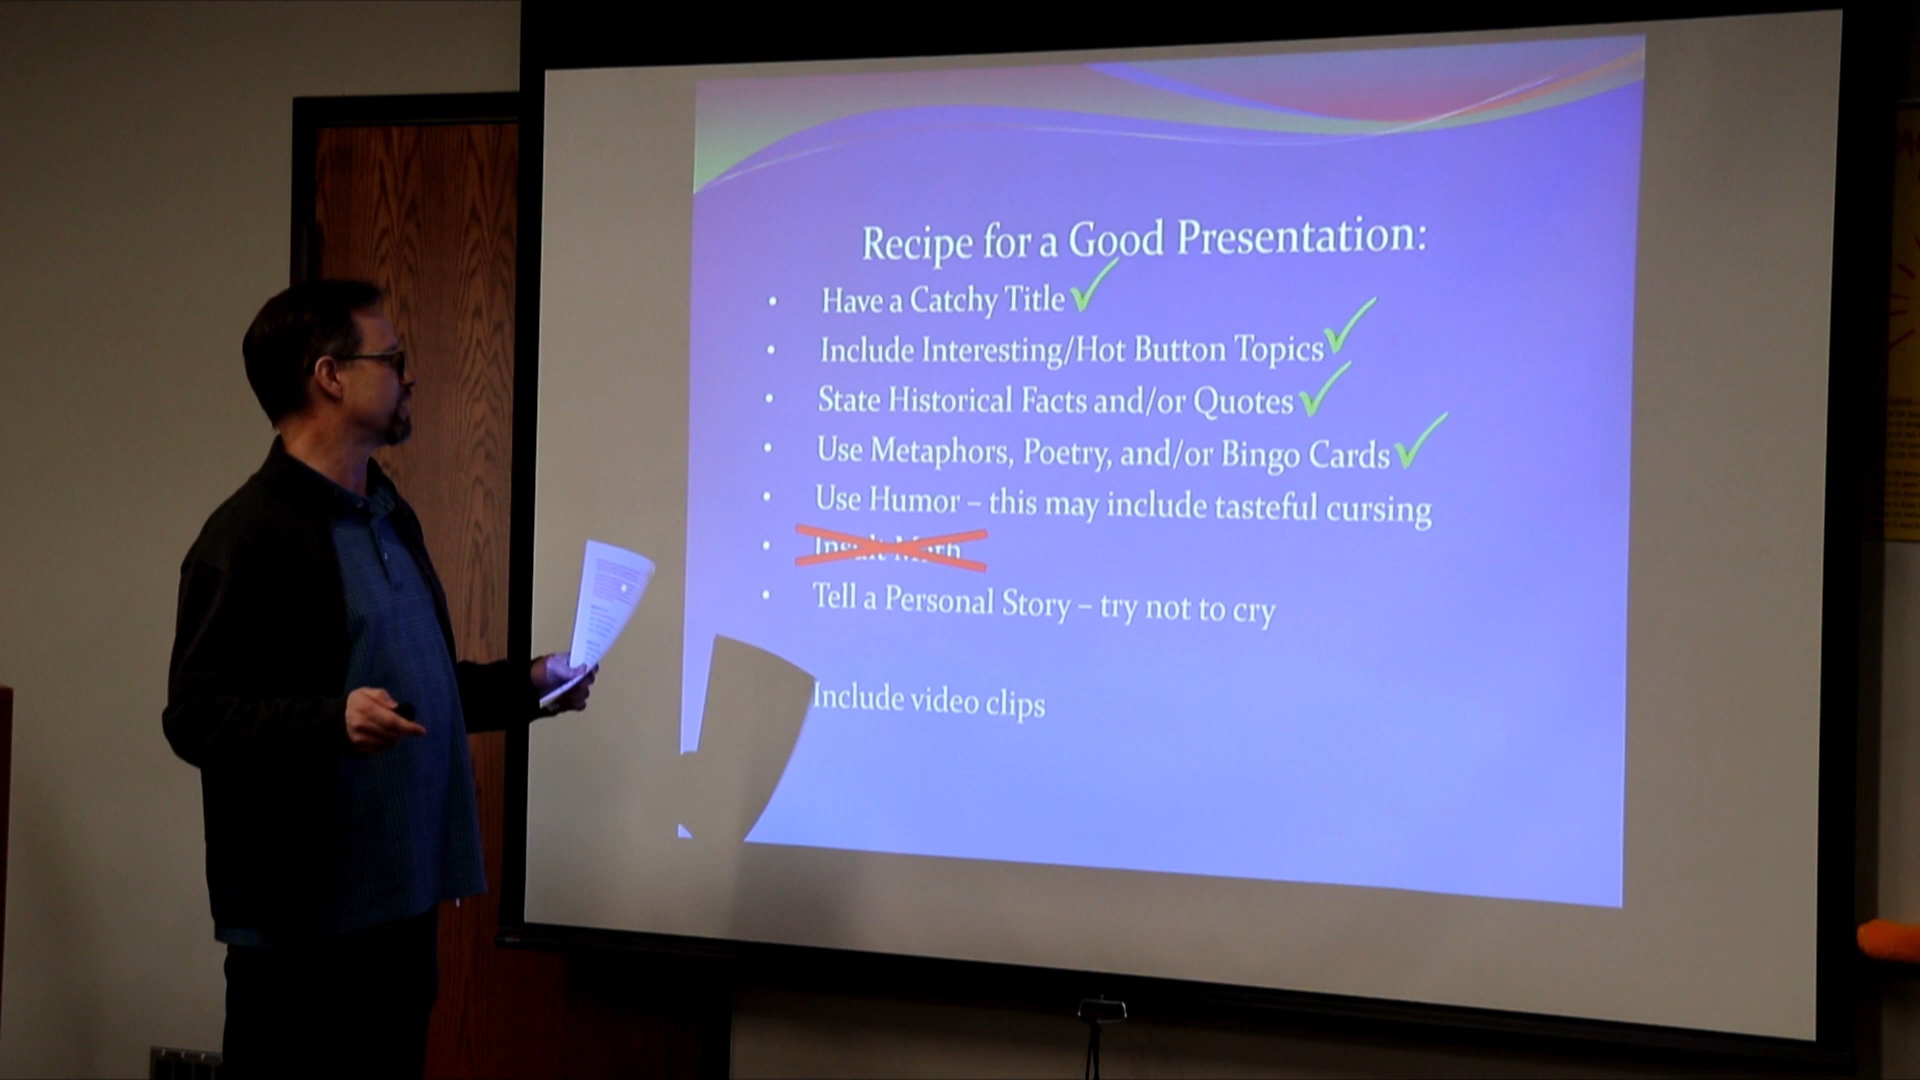 Recipe for a Good Presentation:
• Have a Catchy Title ✓
• Include Interesting/Hot Button Topics ✓
• State Historical Facts and/or Quotes ✓
• Use Metaphors, Poetry, and/or Bingo Cards ✓
• Use Humor – this may include tasteful cursing
• Insult Math
• Tell a Personal Story – try not to cry
Include video clips